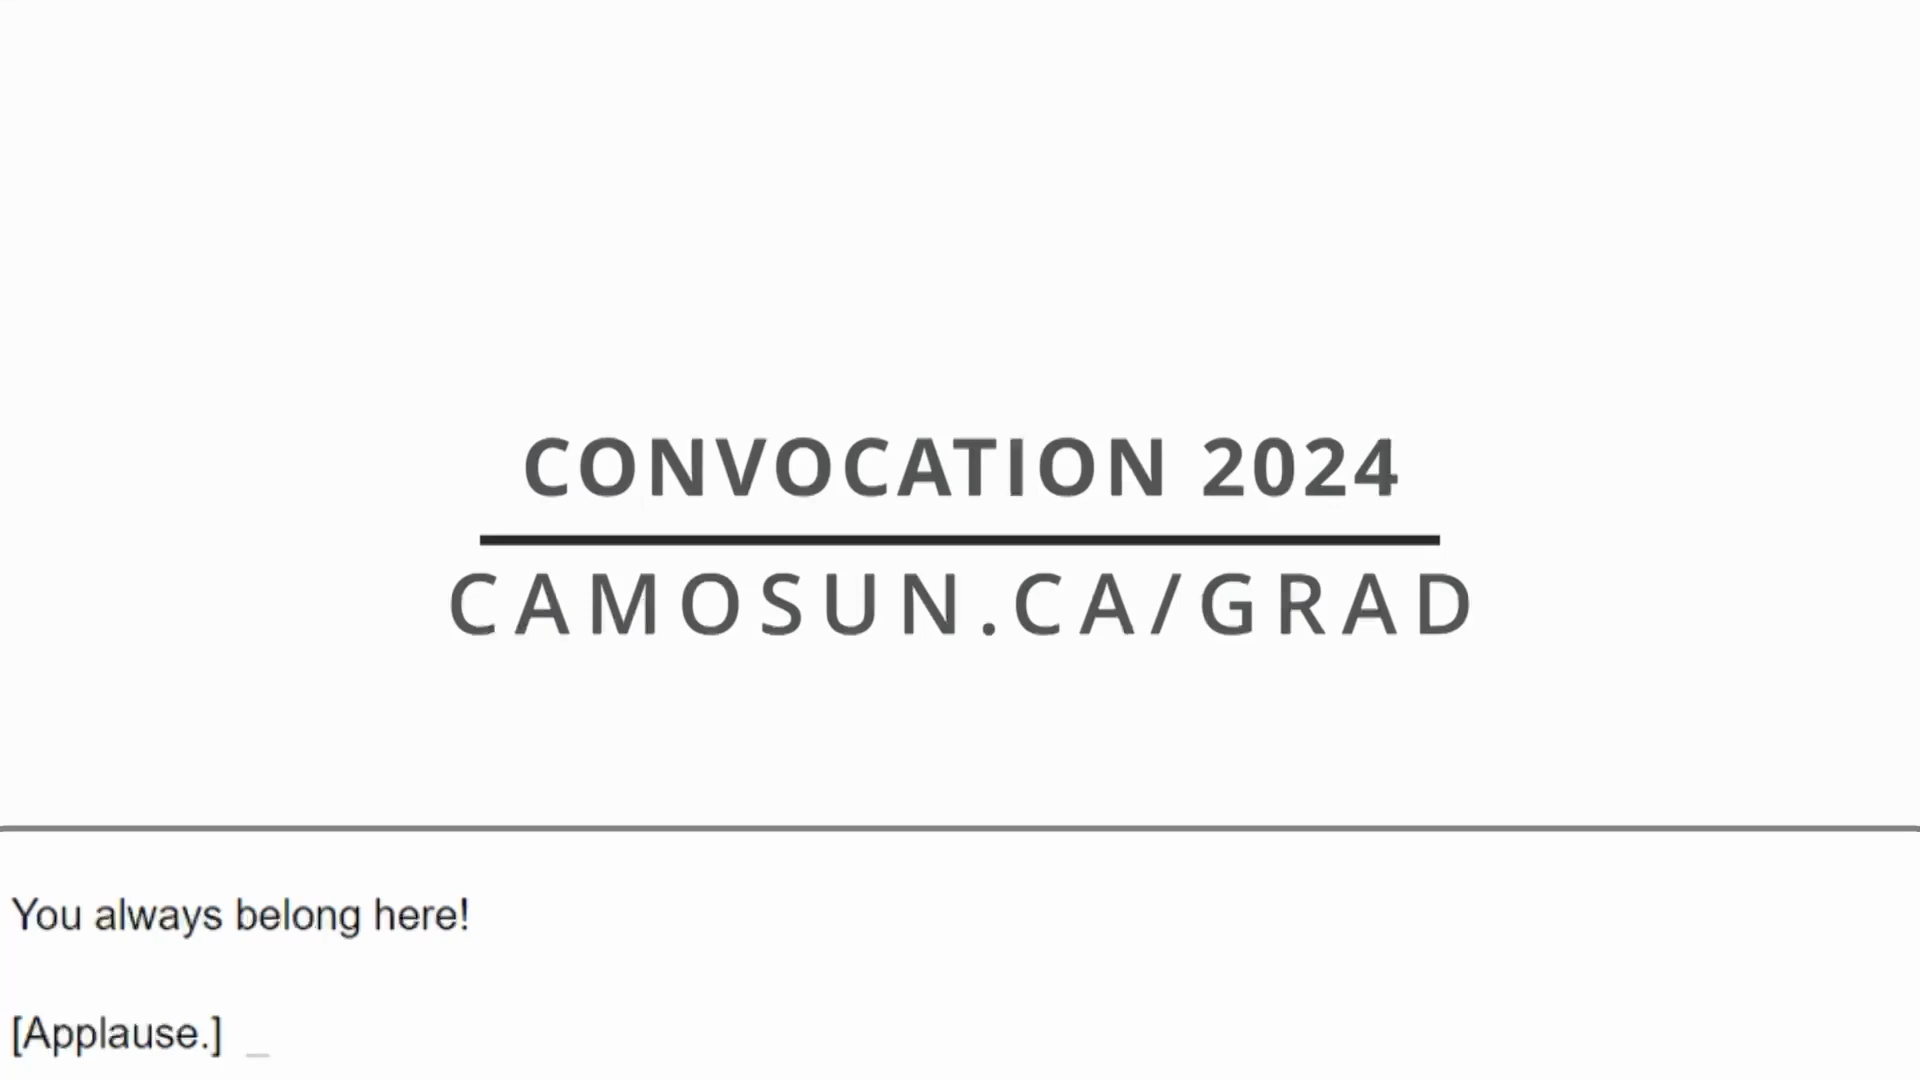 CONVOCATION 2024
CAMOSUN.CA/GRAD
You always belong here!
[Applause.] _